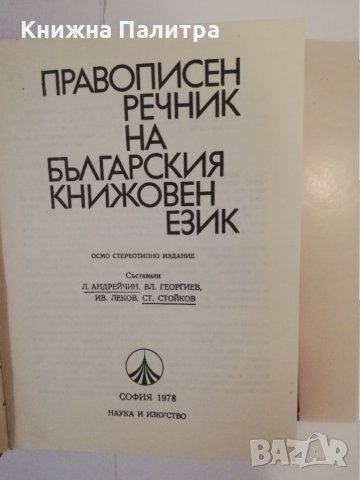 Книжна Палитра
ПРАВОПИСЕН
РЕЧНИК
НА
БЪЛГАРСКИЯ
КНИЖОВЕН
ЕЗИК
ОСМО СТЕРЕОТИПНО ИЗДАНИЕ
Съставили
Л. АНДРЕЙЧИН, ВЛ. ГЕОРГИЕВ,
ИВ. ЛЕКОВ, СТ. СТОЙКОВ
СОФИЯ 1978
НАУКА И ИЗКУСТВО
BAZAR